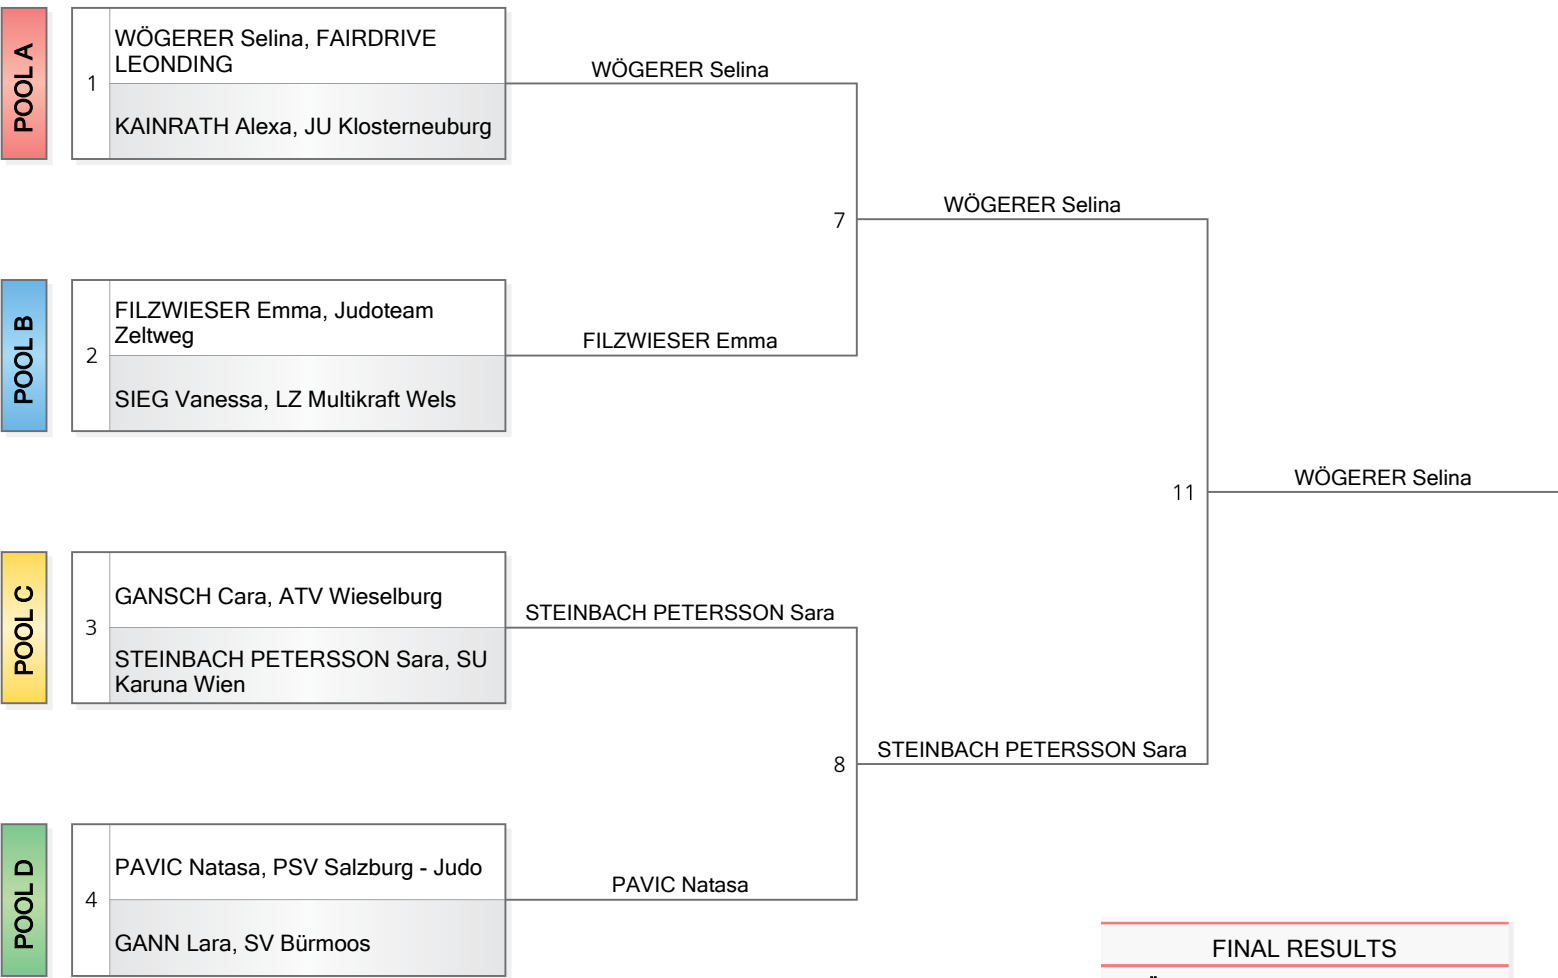 POOL A
1
WÖGERER Selina, FAIRDRIVE
LEONDING
KAINRATH Alexa, JU Klosterneuburg
WÖGERER Selina
7
WÖGERER Selina
POOL B
2
FILZWIESER Emma, Judoteam
Zeltweg
SIEG Vanessa, LZ Multikraft Wels
FILZWIESER Emma
11
WÖGERER Selina
POOL C
3
GANSCH Cara, ATV Wieselburg
STEINBACH PETERSSON Sara, SU
Karuna Wien
STEINBACH PETERSSON Sara
8
STEINBACH PETERSSON Sara
POOL D
4
PAVIC Natasa, PSV Salzburg - Judo
GANN Lara, SV Bürmoos
PAVIC Natasa
FINAL RESULTS